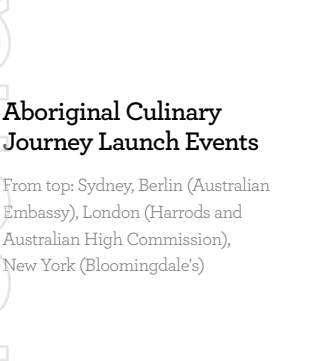 Aboriginal Culinary
Journey Launch Events
From top: Sydney, Berlin (Australian
Embassy), London (Harrods and
Australian High Commission),
New York (Bloomingdale's)